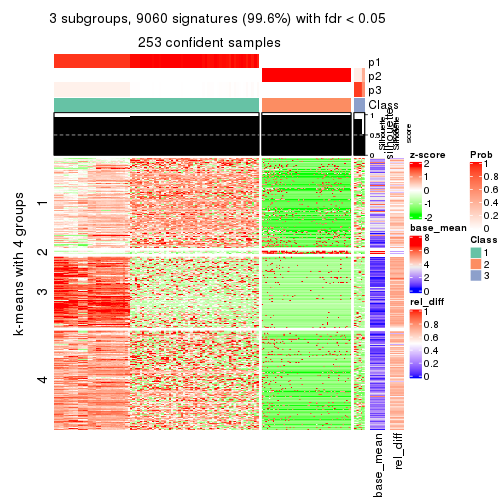 3 subgroups, 9060 signatures (99.6%) with fdr < 0.05
253 confident samples
p1
p2
p3
Class
1
0.5
0
silhouette
score
k-means with 4 groups
1
2
3
4
base_mean
rel_diff
z-score
2
1
0
-1
-2
base_mean
8
6
4
2
0
rel_diff
1
0.8
0.6
0.4
0.2
0
Prob
1
0.8
0.6
0.4
0.2
0
Class
1
2
3